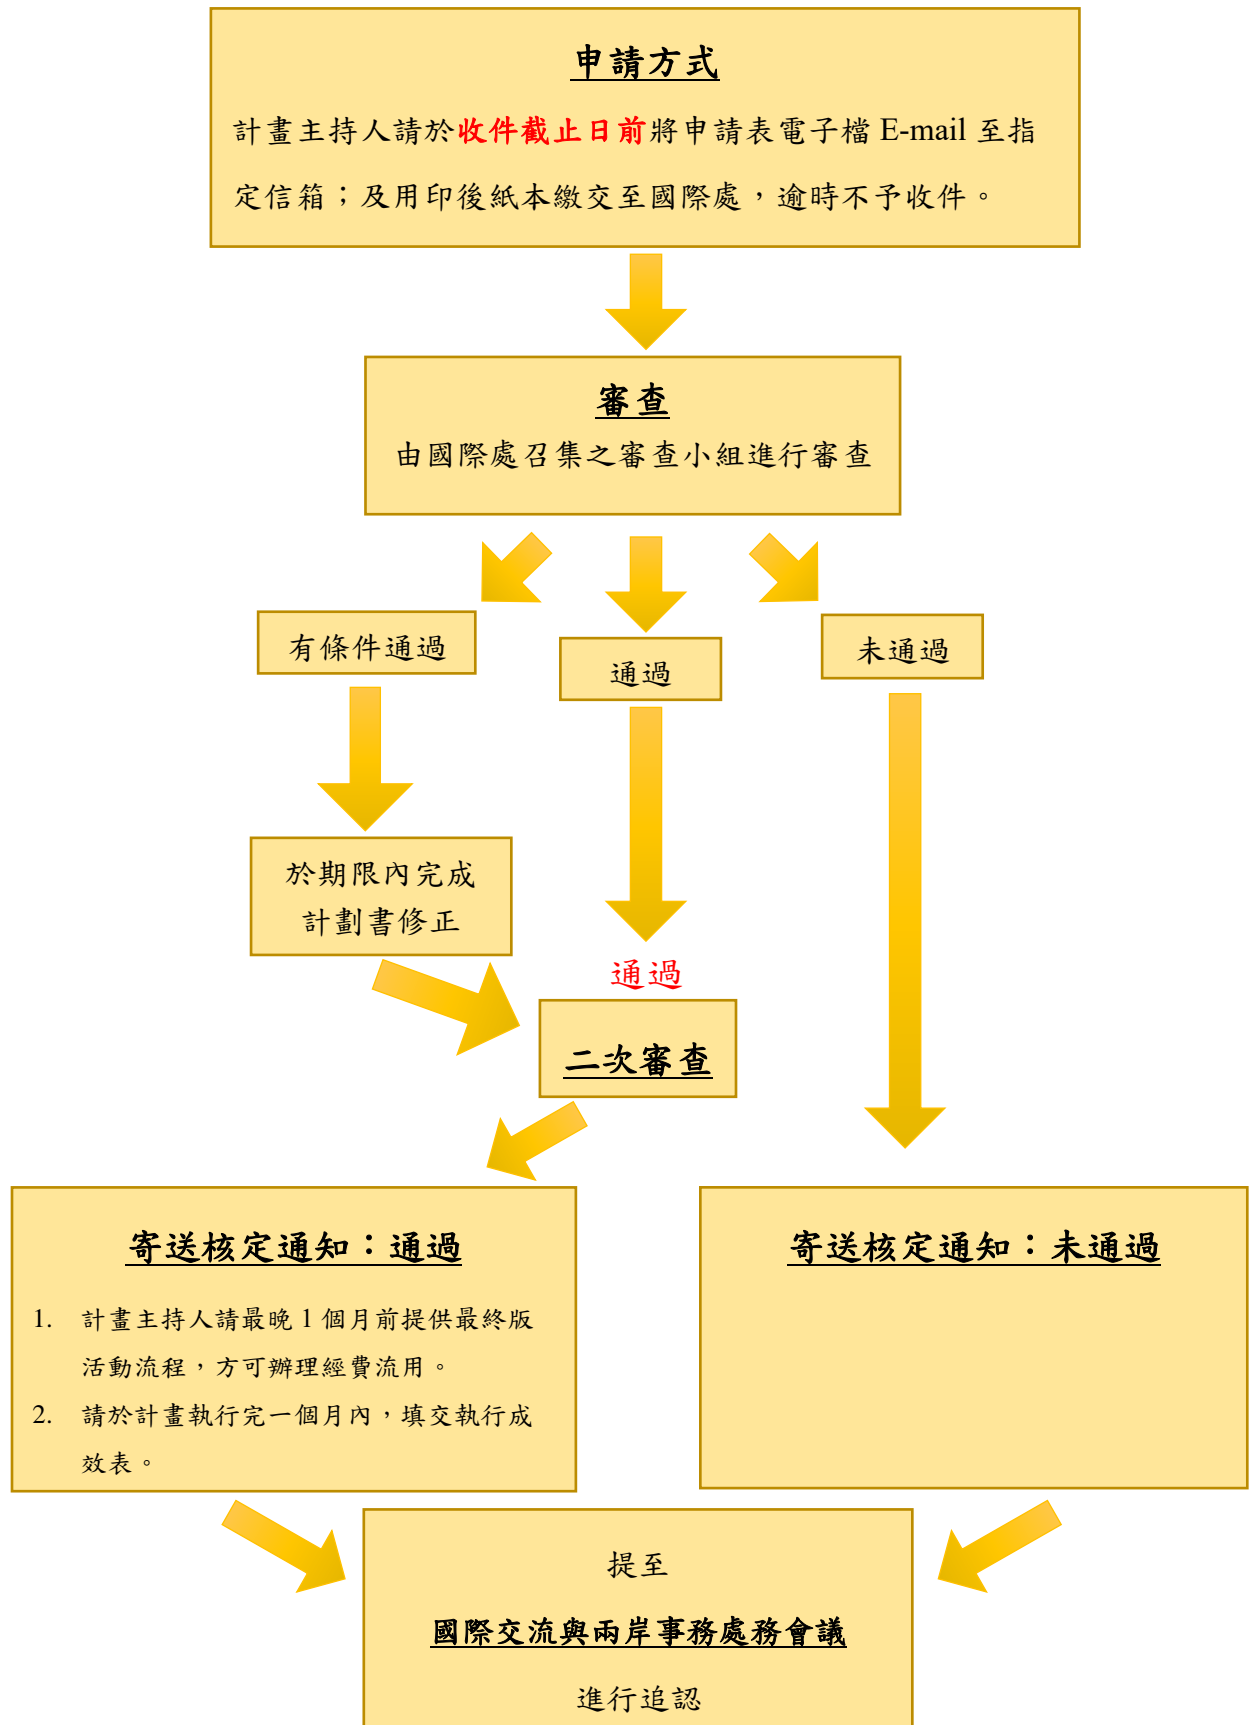 申請方式
計畫主持人請於收件截止日前將申請表電子檔 E-mail 至指
定信箱；及用印後紙本繳交至國際處，逾時不予收件。
審查
由國際處召集之審查小組進行審查
有條件通過
通過
未通過
於期限內完成
計劃書修正
通過
二次審查
寄送核定通知：通過
1. 計畫主持人請最晚 1 個月前提供最終版
活動流程，方可辦理經費流用。
2. 請於計畫執行完一個月內，填交執行成
效表。
寄送核定通知：未通過
提至
國際交流與兩岸事務處務會議
進行追認